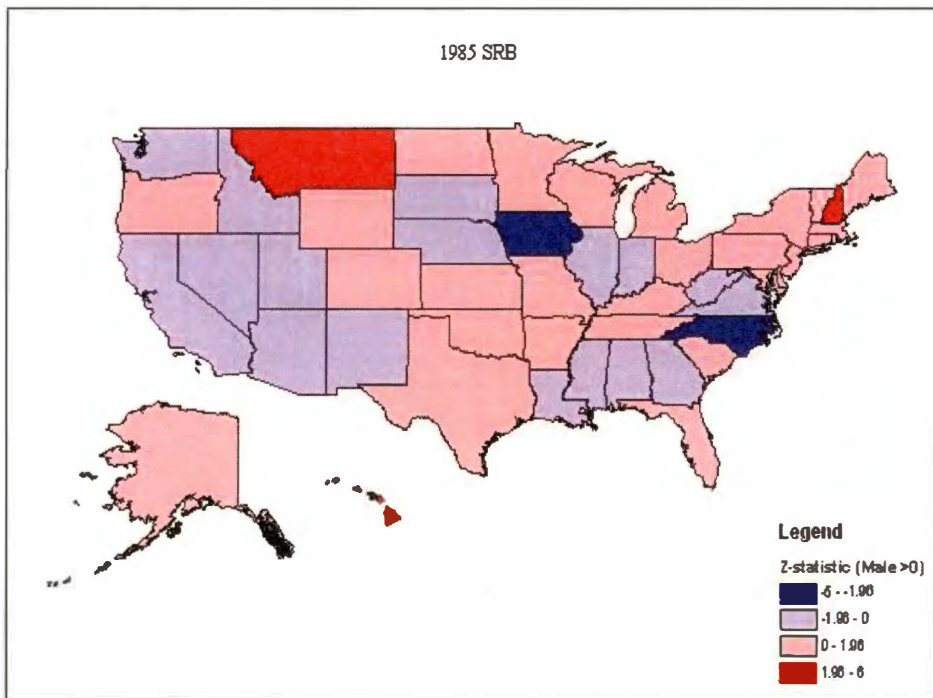 1985 SRB
Legend
Z-statistic (Male >0)
-6 - -1.96
-1.96 - 0
0 - 1.96
1.96 - 6